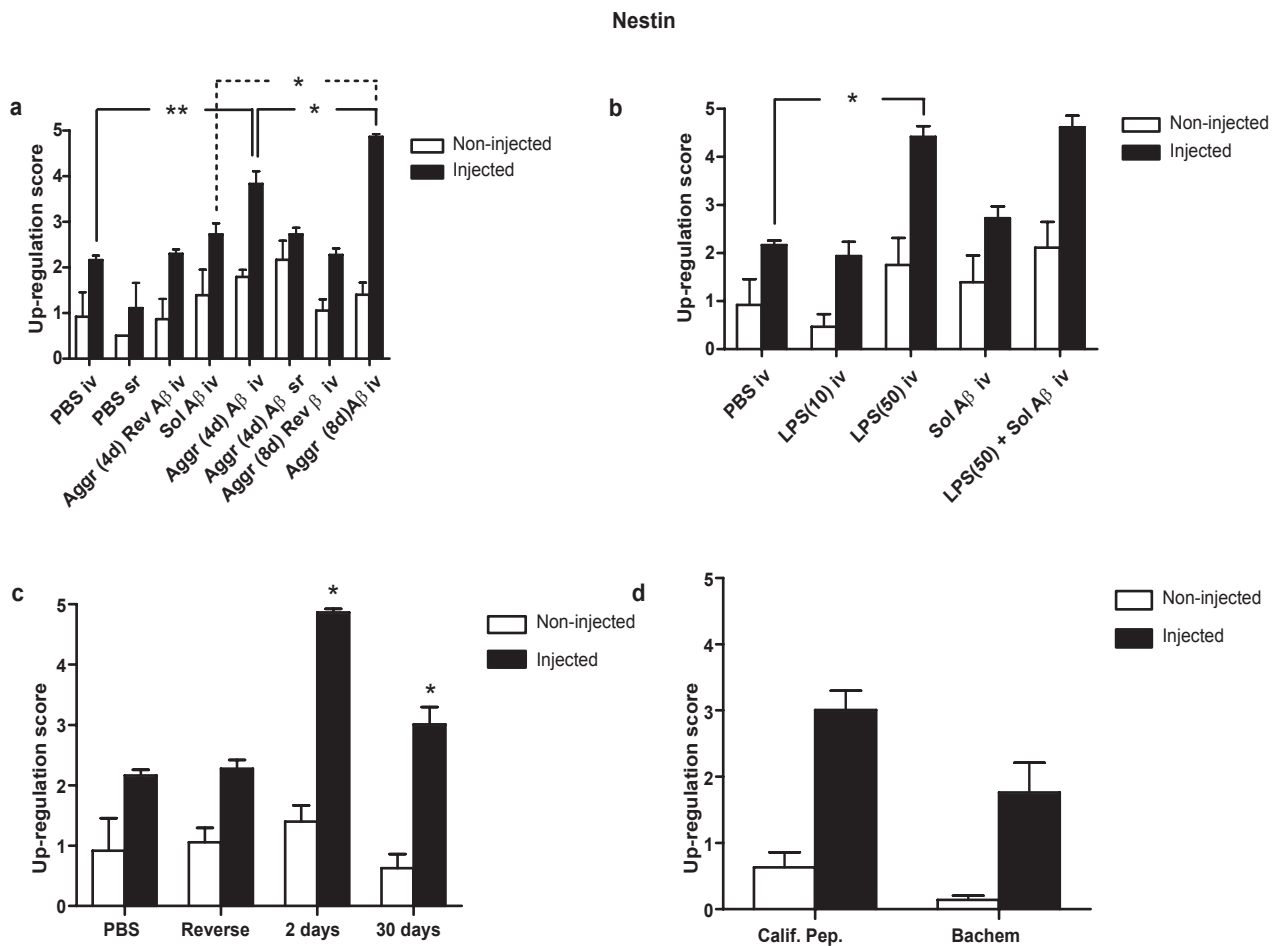 Nestin
a
**
*
*
Up-regulation score
5
4
3
2
1
0
Non-injected
Injected
PBS iv
PBS sr
Aggr (4d) Rev Aβ iv
Sol Aβ iv
Aggr (4d) Aβ iv
Aggr (4d) Aβ sr
Aggr (8d) Rev β iv
Aggr (8d)Aβ iv
b
*
Up-regulation score
5
4
3
2
1
0
Non-injected
Injected
PBS iv
LPS(10) iv
LPS(50) iv
Sol Aβ iv
LPS(50) + Sol Aβ iv
c
*
*
Up-regulation score
5
4
3
2
1
0
Non-injected
Injected
PBS
Reverse
2 days
30 days
d
Up-regulation score
5
4
3
2
1
0
Non-injected
Injected
Calif. Pep.
Bachem